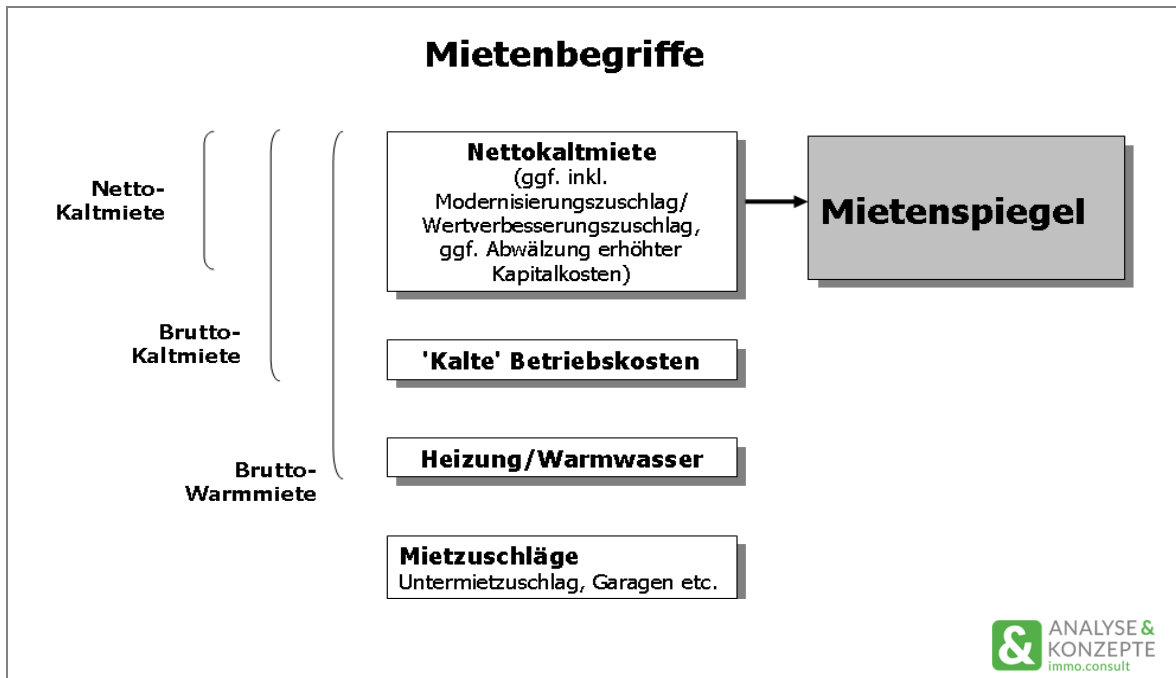 Mietenbegriffe
Netto-
Kaltmiete
Brutto-
Kaltmiete
Brutto-
Warmmiete
Nettokaltmiete
(ggf. inkl.
Modernisierungszuschlag/
Wertverbesserungszuschlag,
ggf. Abwälzung erhöhter
Kapitalkosten)
Mietenspiegel
'Kalte' Betriebskosten
Heizung/Warmwasser
Mietzuschläge
Untermietzuschlag, Garagen etc.
& ANALYSE &
KONZEPTE
immo.consult